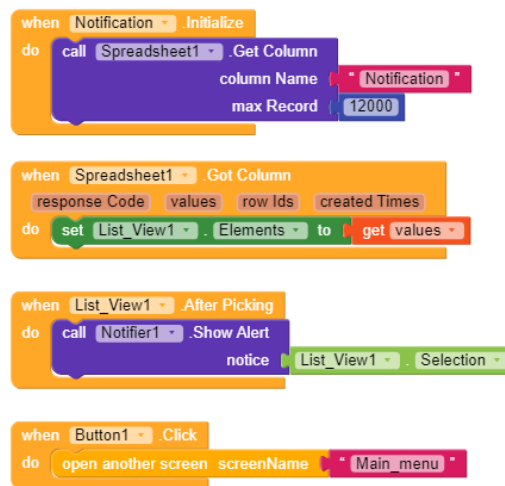 when Notification .Initialize
do call Spreadsheet1 .Get Column
column Name " Notification "
max Record 12000
when Spreadsheet1 .Got Column
response Code values row Ids created Times
do set List_View1 . Elements to get values
when List_View1 .After Picking
do call Notifier1 .Show Alert
notice List_View1 . Selection
when Button1 .Click
do open another screen screenName " Main_menu "